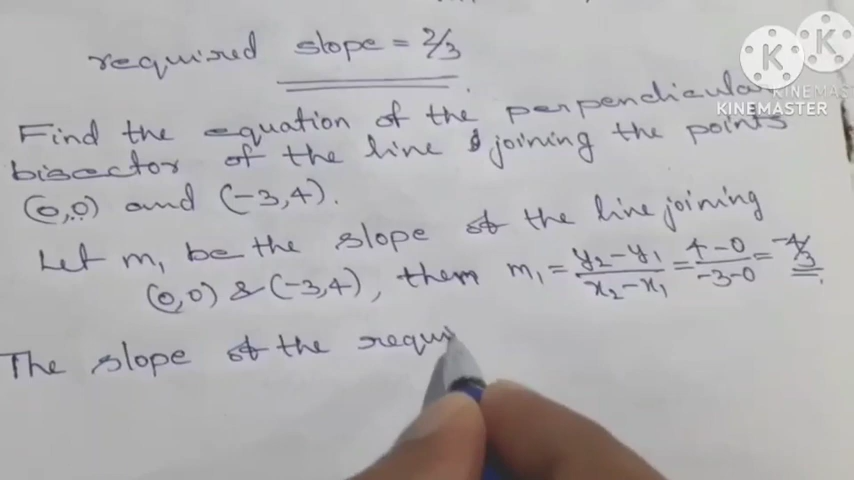 required slope = 2/3
Find the equation of the perpendicular
bisector of the line joining the points
(0,0) and (-3,4).
Let m₁ be the slope of the line joining
(0,0) & (-3,4), then m₁ = y₂-y₁/x₂-x₁ = 4-0/-3-0 = -4/3
The slope of the requi
KINEMAS
KINEMASTER